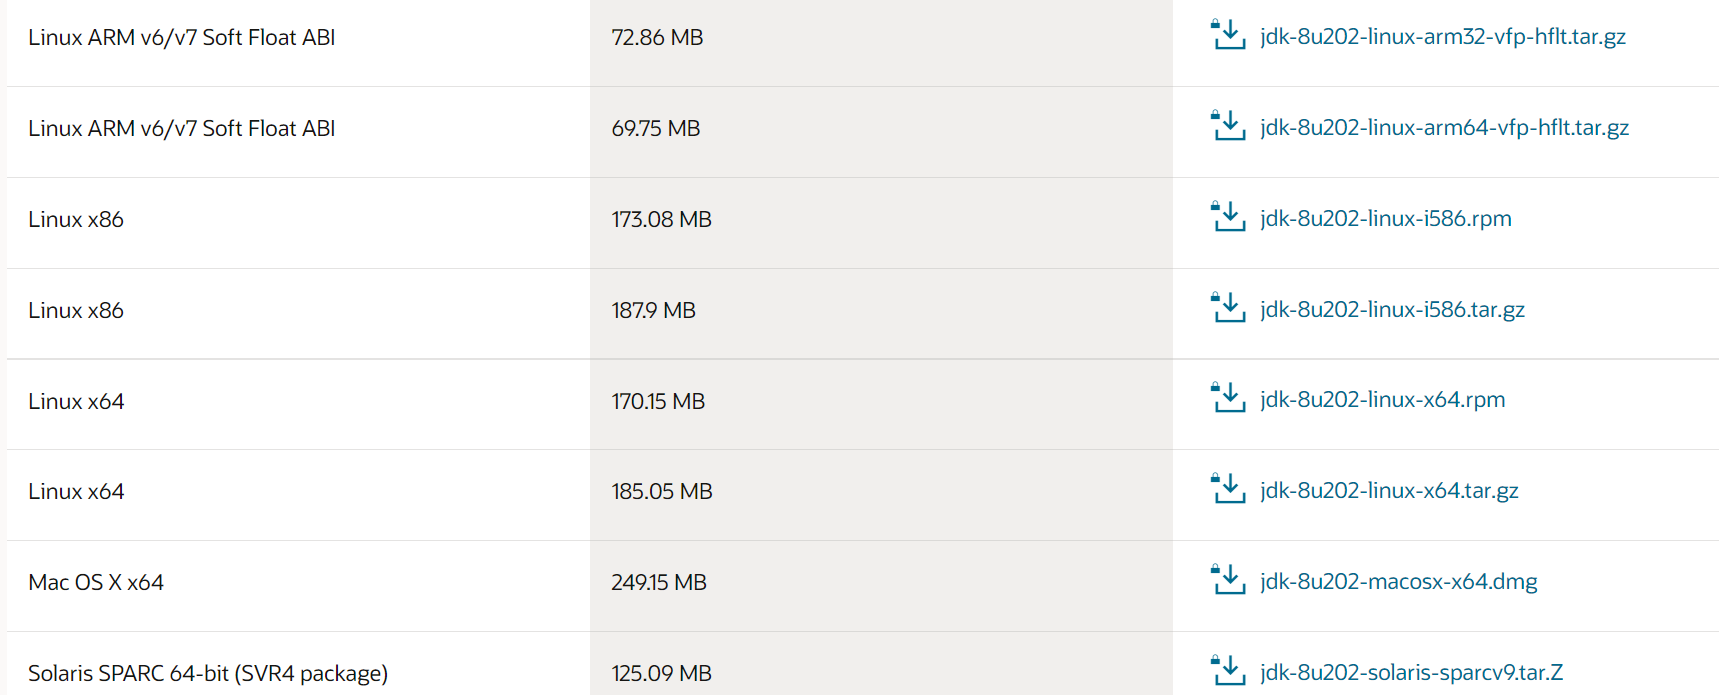 Linux ARM v6/v7 Soft Float ABI 72.86 MB jdk-8u202-linux-arm32-vfp-hflt.tar.gz
Linux ARM v6/v7 Soft Float ABI 69.75 MB jdk-8u202-linux-arm64-vfp-hflt.tar.gz
Linux x86 173.08 MB jdk-8u202-linux-i586.rpm
Linux x86 187.9 MB jdk-8u202-linux-i586.tar.gz
Linux x64 170.15 MB jdk-8u202-linux-x64.rpm
Linux x64 185.05 MB jdk-8u202-linux-x64.tar.gz
Mac OS X x64 249.15 MB jdk-8u202-macosx-x64.dmg
Solaris SPARC 64-bit (SVR4 package) 125.09 MB jdk-8u202-solaris-sparcv9.tar.Z